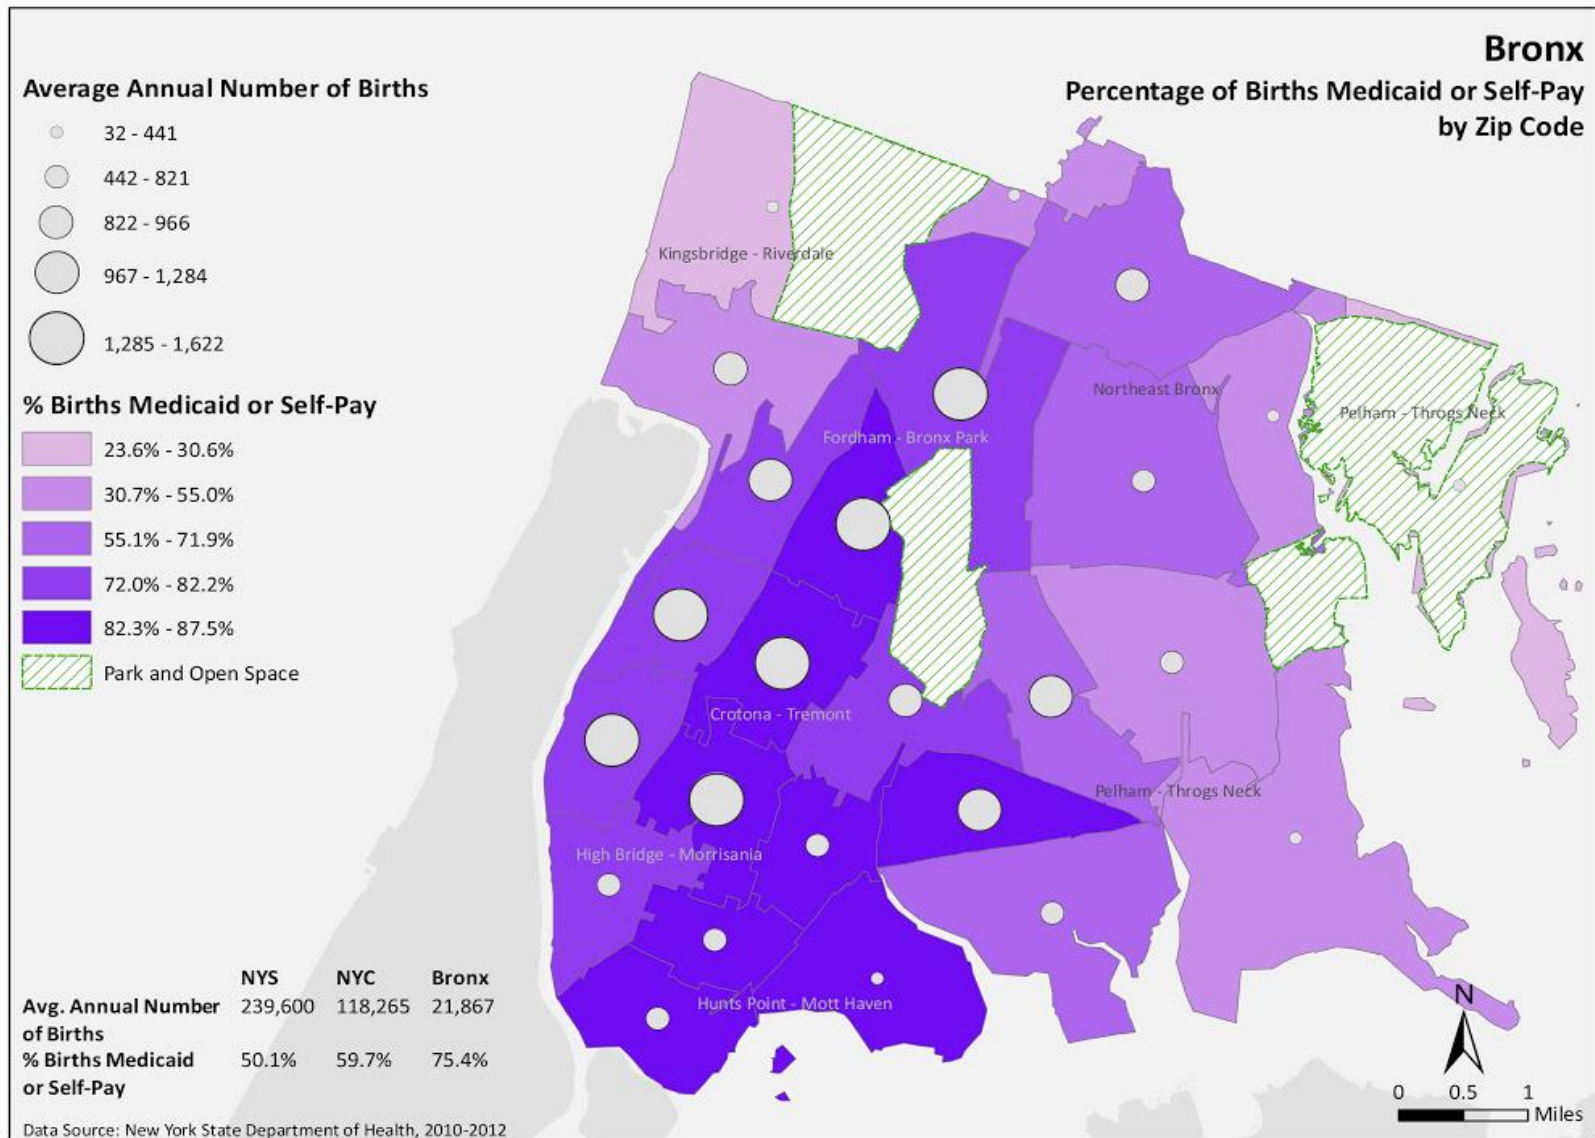 Bronx
Percentage of Births Medicaid or Self-Pay
by Zip Code
Average Annual Number of Births
32 - 441
442 - 821
822 - 966
967 - 1,284
1,285 - 1,622
% Births Medicaid or Self-Pay
23.6% - 30.6%
30.7% - 55.0%
55.1% - 71.9%
72.0% - 82.2%
82.3% - 87.5%
Park and Open Space
Kingsbridge - Riverdale
Northeast Bronx
Pelham - Throgs Neck
Fordham - Bronx Park
Crotona - Tremont
Pelham - Throgs Neck
High Bridge - Morrisania
Hunts Point - Mott Haven
NYS NYC Bronx
Avg. Annual Number 239,600 118,265 21,867
of Births
% Births Medicaid 50.1% 59.7% 75.4%
or Self-Pay
Data Source: New York State Department of Health, 2010-2012
N
0 0.5 1
Miles